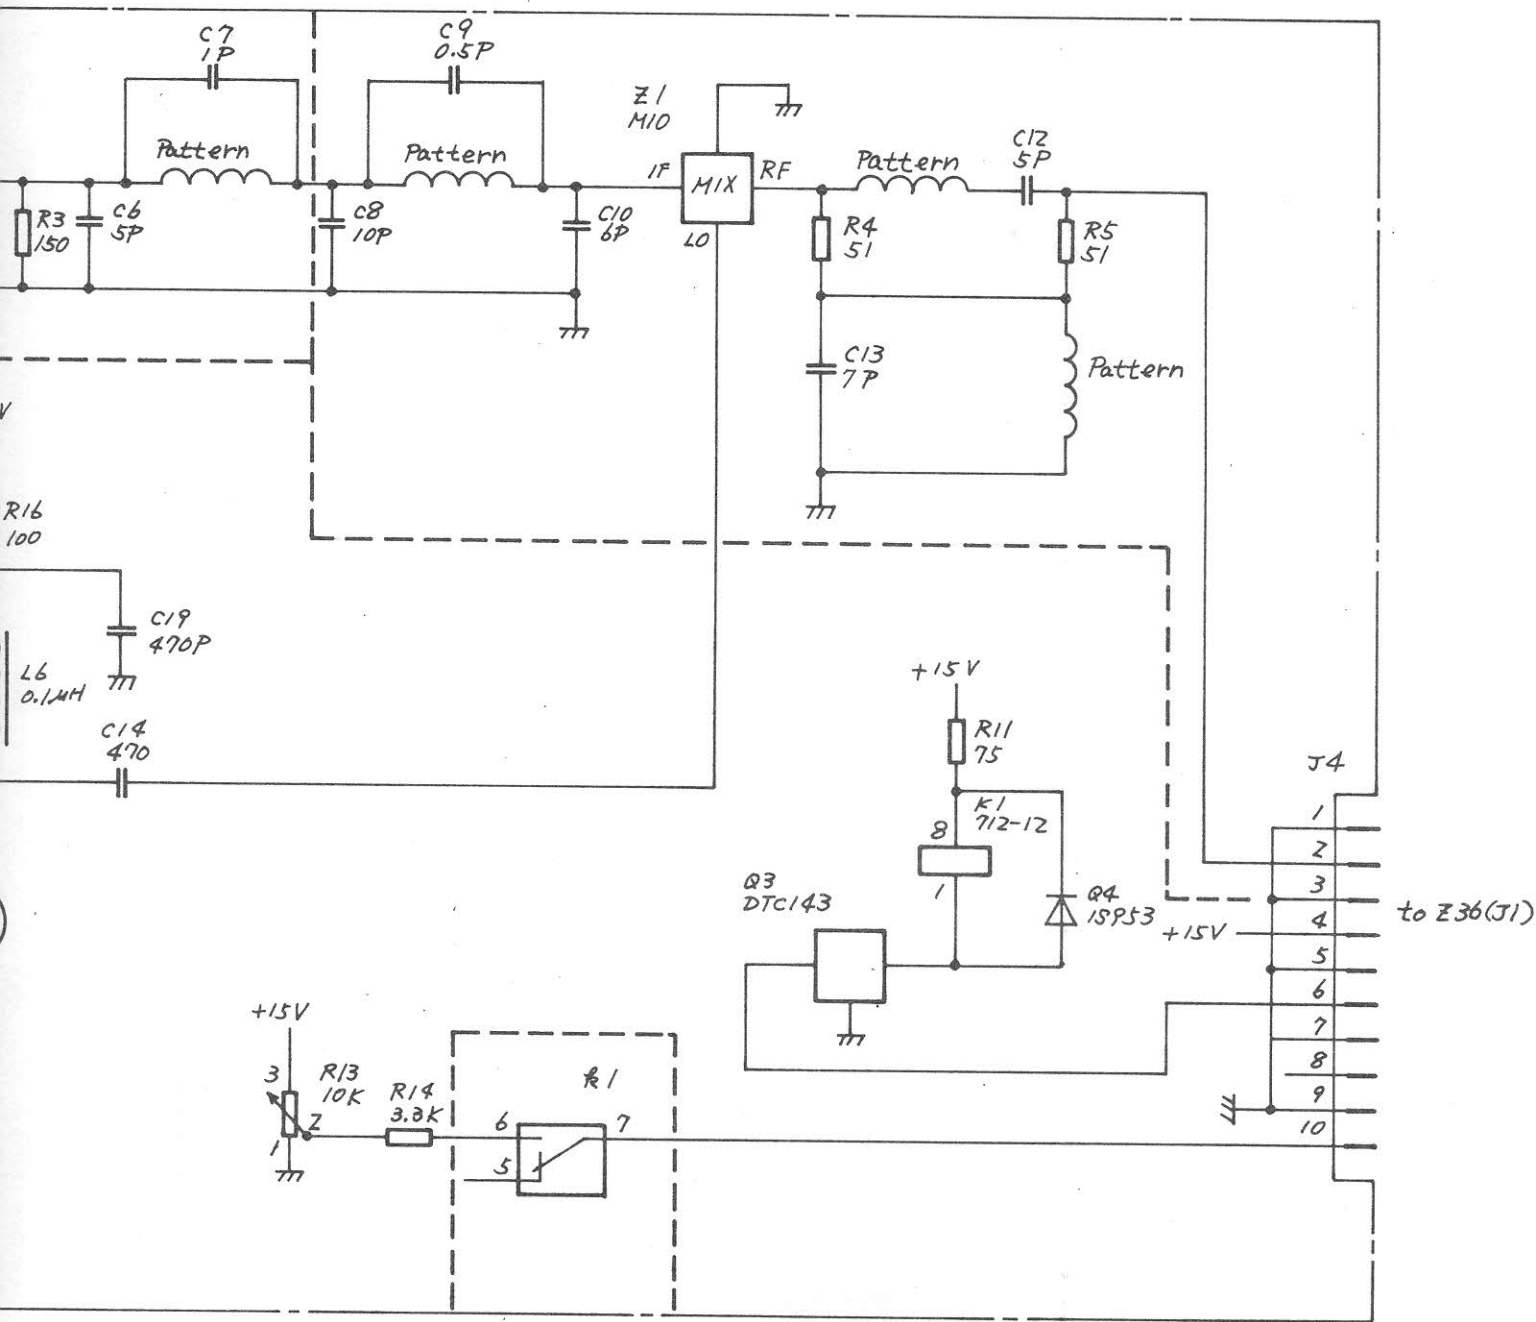 C7
1P
C9
0.5P
Z1
M10
C12
5P
Pattern
Pattern
Pattern
IF
MIX
RF
LO
R3
150
C6
5P
C8
10P
C10
6P
R4
51
R5
51
C13
7P
Pattern
V
R16
100
C19
470P
L6
0.1μH
C14
470
+15V
R11
75
K1
712-12
8
1
Q3
DTC143
Q4
1S953
J4
1
2
3
4
5
6
7
8
9
10
+15V
to Z36(J1)
+15V
3
2
1
R13
10K
R14
3.3K
k1
6
5
7